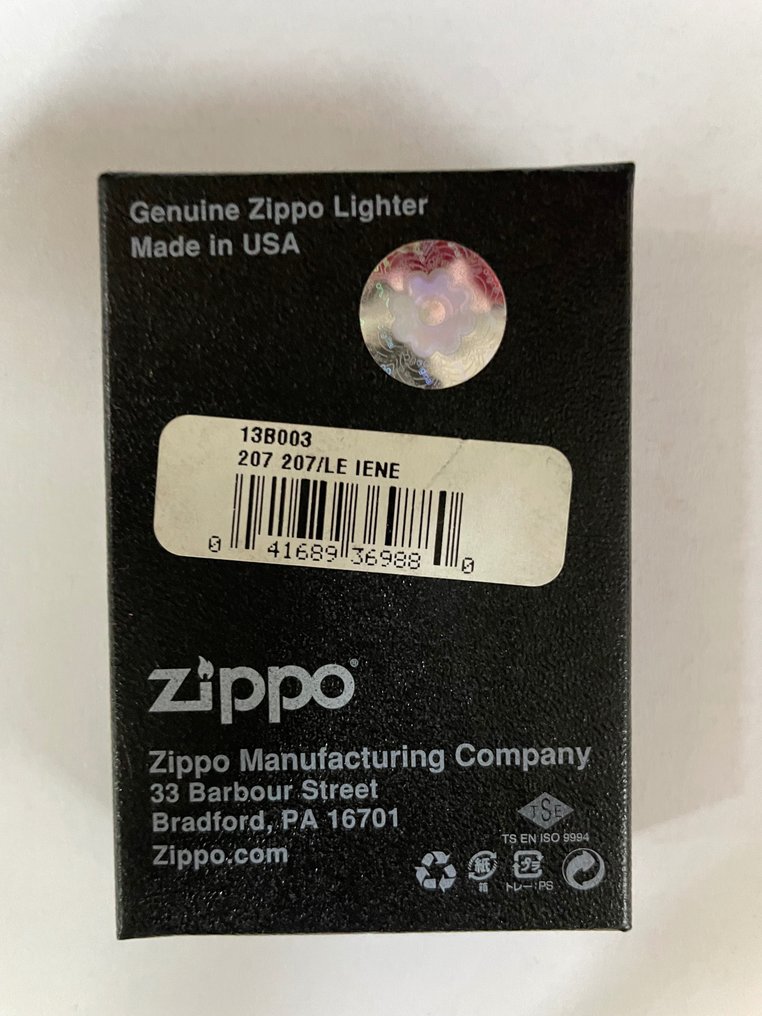 Genuine Zippo Lighter
Made in USA
13B003
207 207/LE IENE
0 41689 36988 0
zippo®
Zippo Manufacturing Company
33 Barbour Street
Bradford, PA 16701
Zippo.com
TSE
TS EN ISO 9994
紙
箱
プラ
トレー:PS